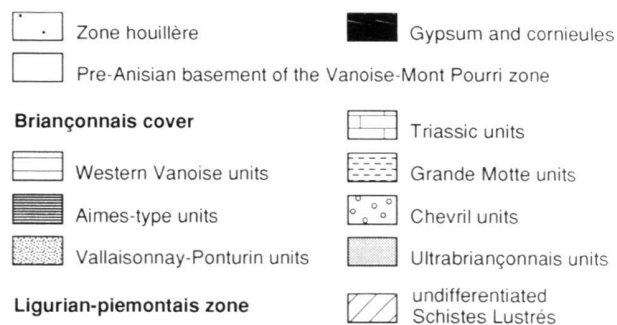 Zone houillère
Gypsum and cornieules
Pre-Anisian basement of the Vanoise-Mont Pourri zone
Briançonnais cover
Triassic units
Western Vanoise units
Grande Motte units
Aimes-type units
Chevril units
Vallaisonnay-Ponturin units
Ultrabriançonnais units
Ligurian-piemontais zone
undifferentiated
Schistes Lustrés